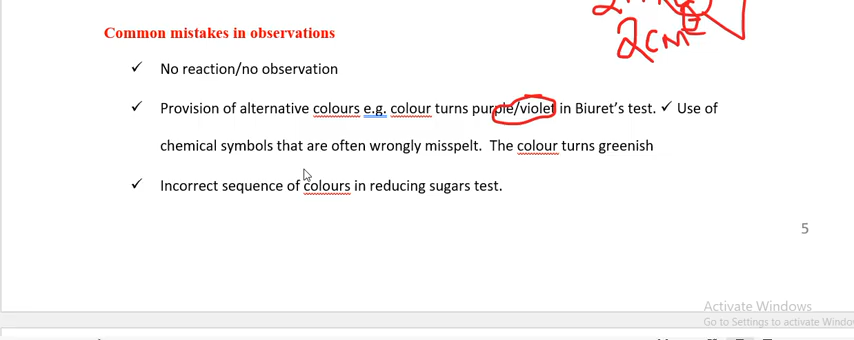 2cm
Common mistakes in observations
✓ No reaction/no observation
✓ Provision of alternative colours e.g. colour turns purple/violet in Biuret's test. ✓ Use of
chemical symbols that are often wrongly misspelt. The colour turns greenish
✓ Incorrect sequence of colours in reducing sugars test.
5
Activate Windows
Go to Settings to activate Windo